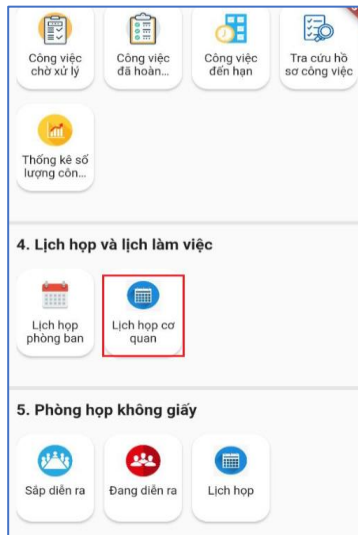 Công việc
chờ xử lý
Công việc
đã hoàn...
Công việc
đến hạn
Tra cứu hồ
sơ công việc
Thống kê số
lượng côn...
4. Lịch họp và lịch làm việc
Lịch họp
phòng ban
Lịch họp cơ
quan
5. Phòng họp không giấy
Sắp diễn ra
Đang diễn ra
Lịch họp